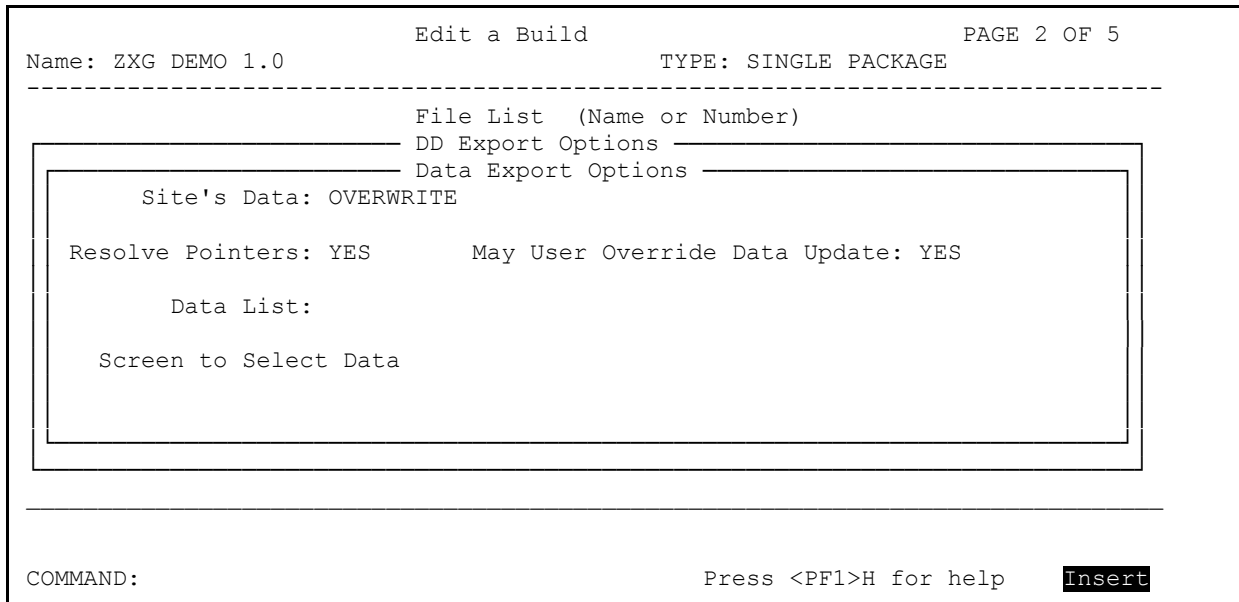 Edit a Build PAGE 2 OF 5
Name: ZXG DEMO 1.0 TYPE: SINGLE PACKAGE
-------------------------------------------------------------------------------
File List (Name or Number)
DD Export Options
Data Export Options
Site's Data: OVERWRITE
Resolve Pointers: YES May User Override Data Update: YES
Data List:
Screen to Select Data
COMMAND: Press <PF1>H for help Insert